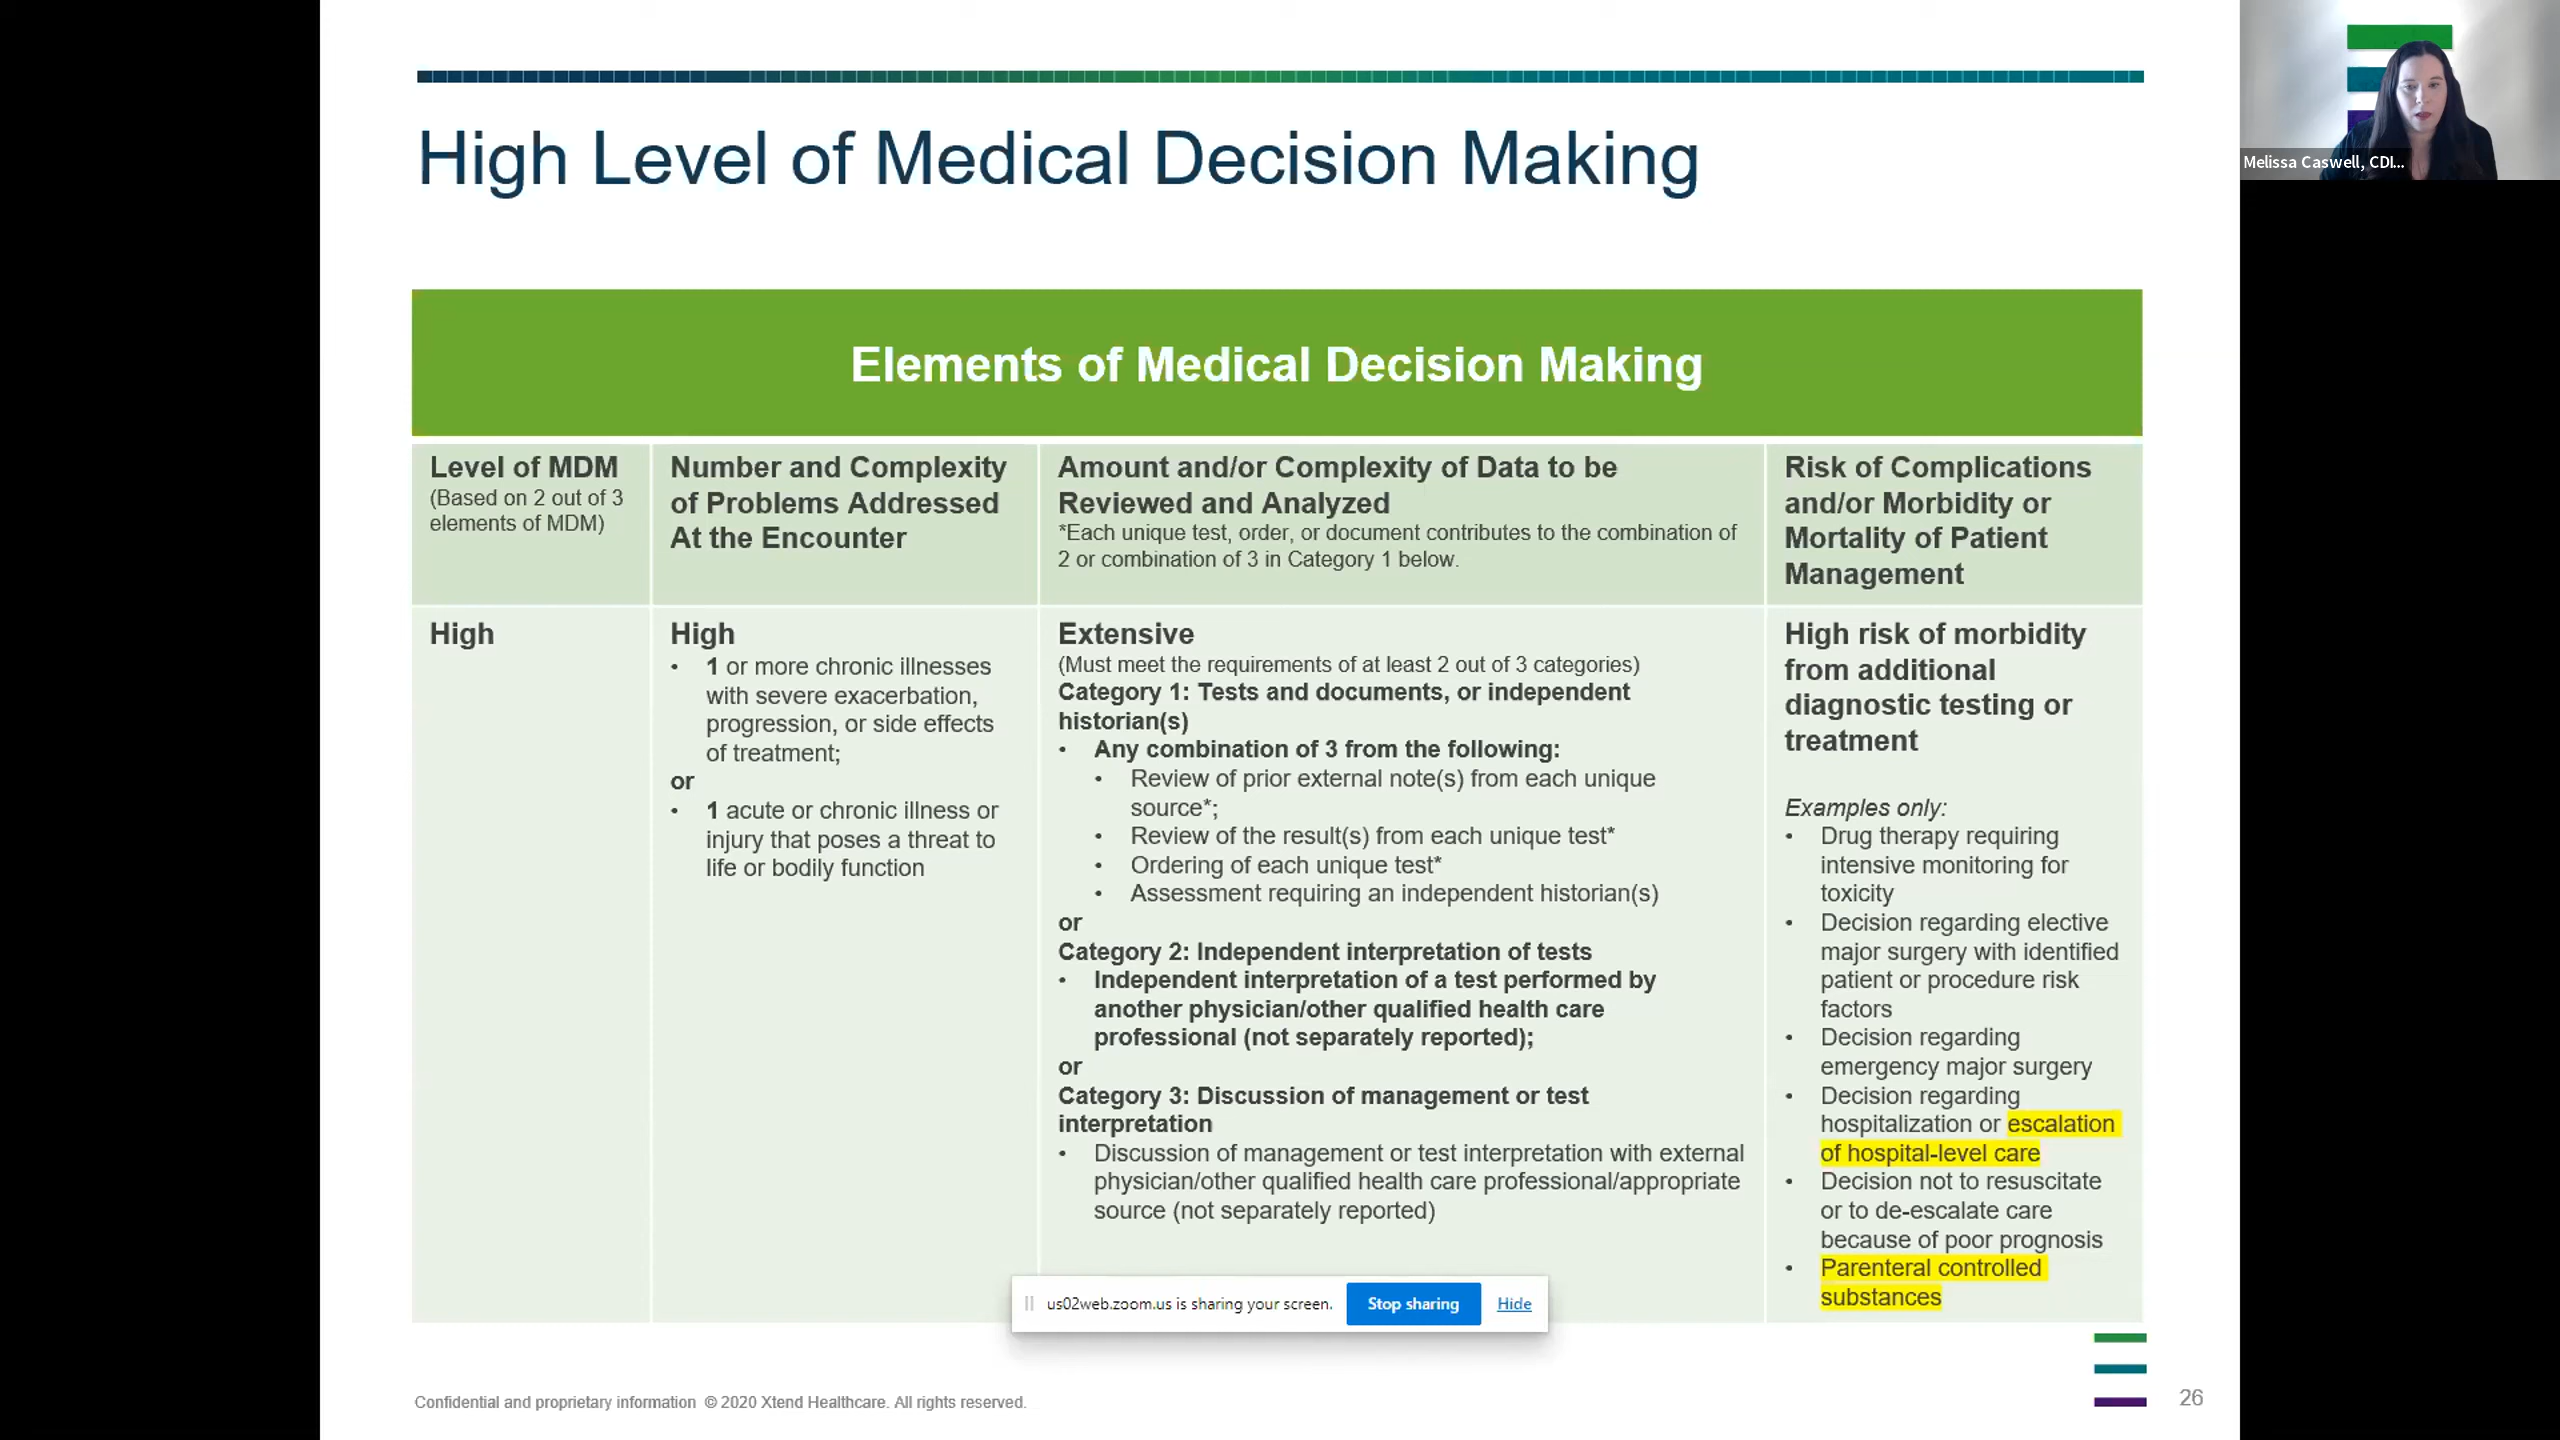 High Level of Medical Decision Making
Melissa Caswell, CDI...
Elements of Medical Decision Making
Level of MDM
(Based on 2 out of 3
elements of MDM)
Number and Complexity
of Problems Addressed
At the Encounter
Amount and/or Complexity of Data to be
Reviewed and Analyzed
*Each unique test, order, or document contributes to the combination of
2 or combination of 3 in Category 1 below.
Risk of Complications
and/or Morbidity or
Mortality of Patient
Management
High
High
• 1 or more chronic illnesses
with severe exacerbation,
progression, or side effects
of treatment;
or
• 1 acute or chronic illness or
injury that poses a threat to
life or bodily function
Extensive
(Must meet the requirements of at least 2 out of 3 categories)
Category 1: Tests and documents, or independent
historian(s)
• Any combination of 3 from the following:
• Review of prior external note(s) from each unique
source*;
• Review of the result(s) from each unique test*
• Ordering of each unique test*
• Assessment requiring an independent historian(s)
or
Category 2: Independent interpretation of tests
• Independent interpretation of a test performed by
another physician/other qualified health care
professional (not separately reported);
or
Category 3: Discussion of management or test
interpretation
• Discussion of management or test interpretation with external
physician/other qualified health care professional/appropriate
source (not separately reported)
High risk of morbidity
from additional
diagnostic testing or
treatment
Examples only:
• Drug therapy requiring
intensive monitoring for
toxicity
• Decision regarding elective
major surgery with identified
patient or procedure risk
factors
• Decision regarding
emergency major surgery
• Decision regarding
hospitalization or escalation
of hospital-level care
• Decision not to resuscitate
or to de-escalate care
because of poor prognosis
• Parenteral controlled
substances
us02web.zoom.us is sharing your screen.
Stop sharing
Hide
Confidential and proprietary information © 2020 Xtend Healthcare. All rights reserved.
26